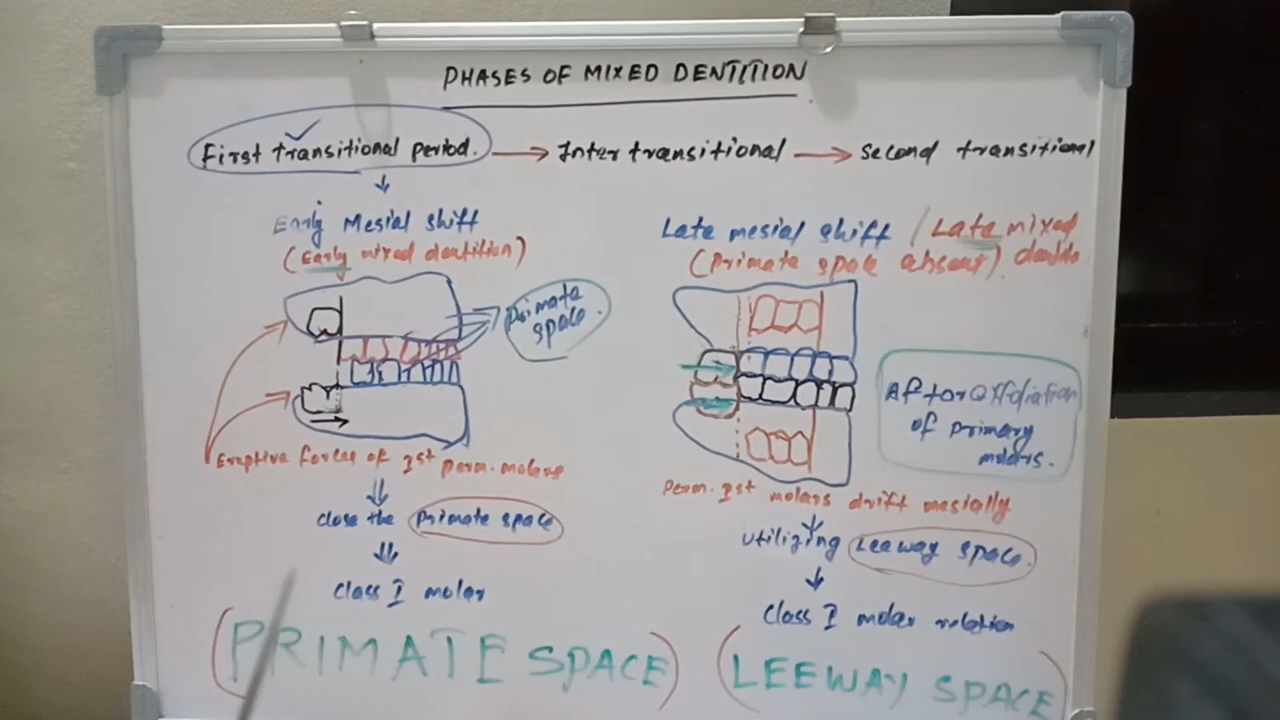 PHASES OF MIXED DENTITION
First transitional period. → Inter transitional → Second transitional
Early Mesial shift
(Early mixed dentition)
Primate
space.
Late mesial shift / Late mixed
(Primate space absent)
After exfoliation
of primary
molars.
Eruptive forces of 1st perm. molars
close the Primate space
Class I molar
Perm. 1st molars drift mesially
utilizing Leeway space.
Class I molar relation
(PRIMATE SPACE)
(LEEWAY SPACE)